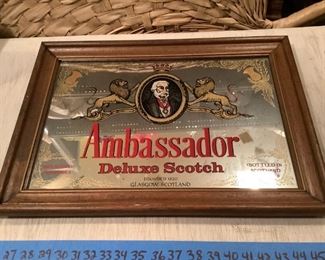 Ambassador
Deluxe Scotch
BOTTLED IN
SCOTLAND
GLASGOW, SCOTLAND
27 28 29 30 31 32 33 34 35 36 37 38 39 40 41 42 43 44 45